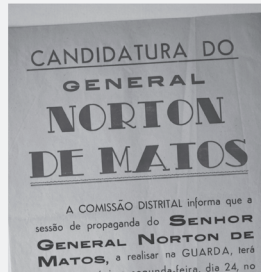 CANDIDATURA DO
GENERAL
NORTON
DE MATOS
A COMISSÃO DISTRITAL informa que a
sessão de propaganda do SENHOR
GENERAL NORTON DE
MATOS, a realisar na GUARDA, terá
segunda-feira, dia 24, no